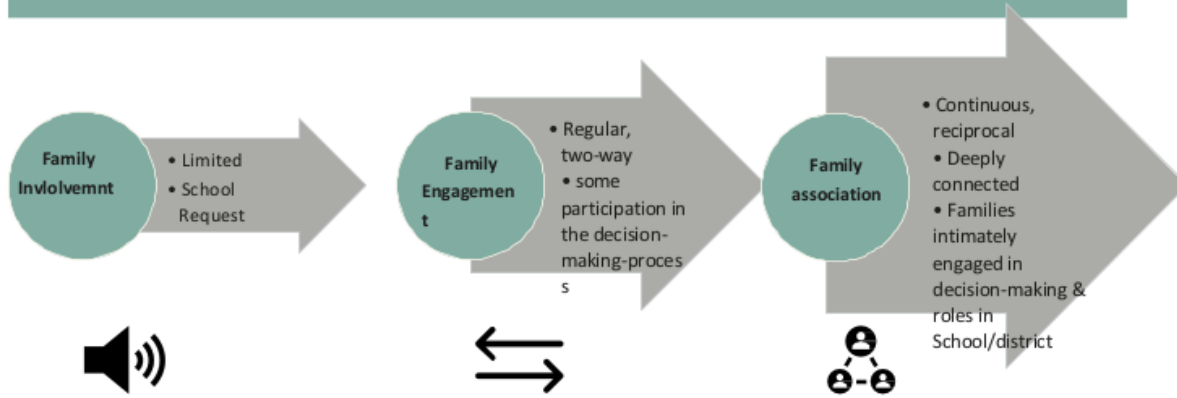 Family
Invlolvemnt
• Limited
• School
Request
Family
Engagemen
t
• Regular,
two-way
• some
participation in
the decision-
making-proces
s
Family
association
• Continuous,
reciprocal
• Deeply
connected
• Families
intimately
engaged in
decision-making &
roles in
School/district